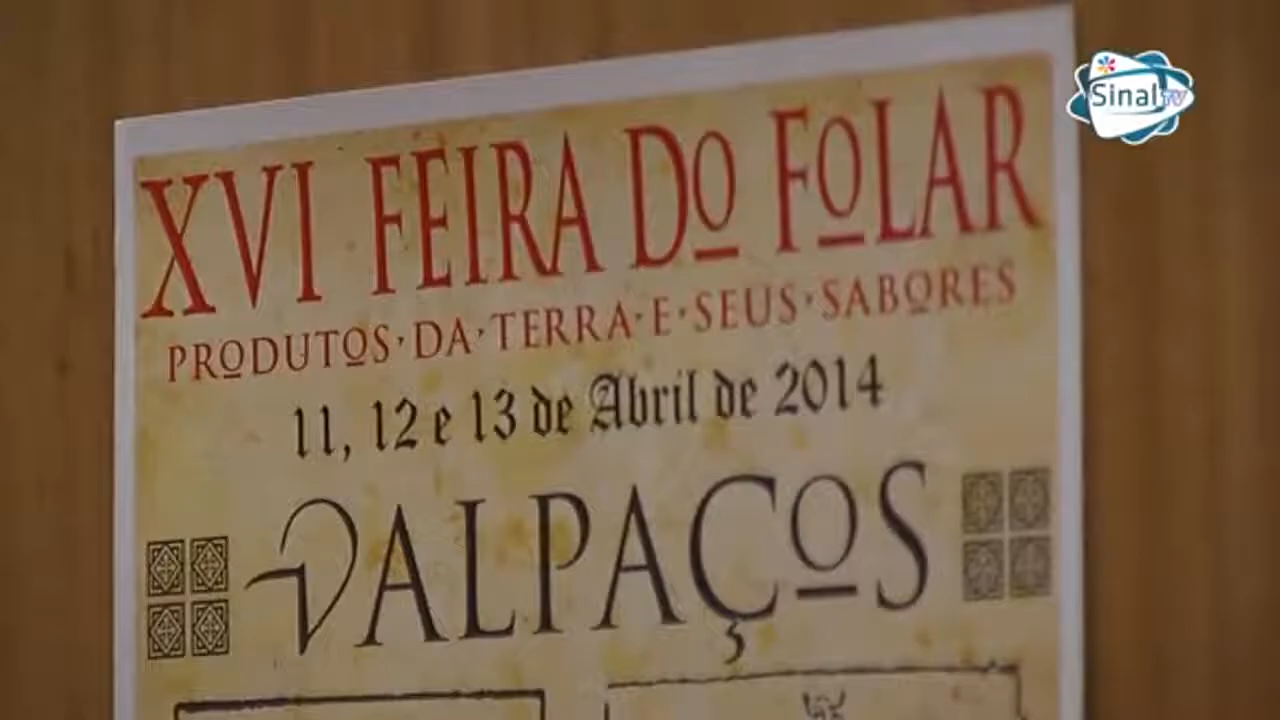 Sinal TV
XVI FEIRA DO FOLAR
PRODUTOS·DA·TERRA·E·SEUS·SABORES
11, 12 e 13 de Abril de 2014
VALPAÇOS